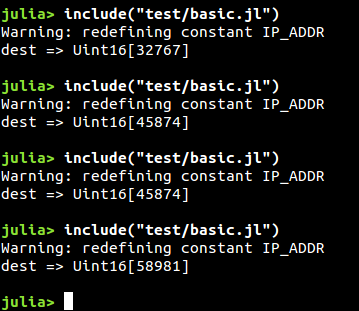 julia> include("test/basic.jl")
Warning: redefining constant IP_ADDR
dest => Uint16[32767]
julia> include("test/basic.jl")
Warning: redefining constant IP_ADDR
dest => Uint16[45874]
julia> include("test/basic.jl")
Warning: redefining constant IP_ADDR
dest => Uint16[45874]
julia> include("test/basic.jl")
Warning: redefining constant IP_ADDR
dest => Uint16[58981]
julia>